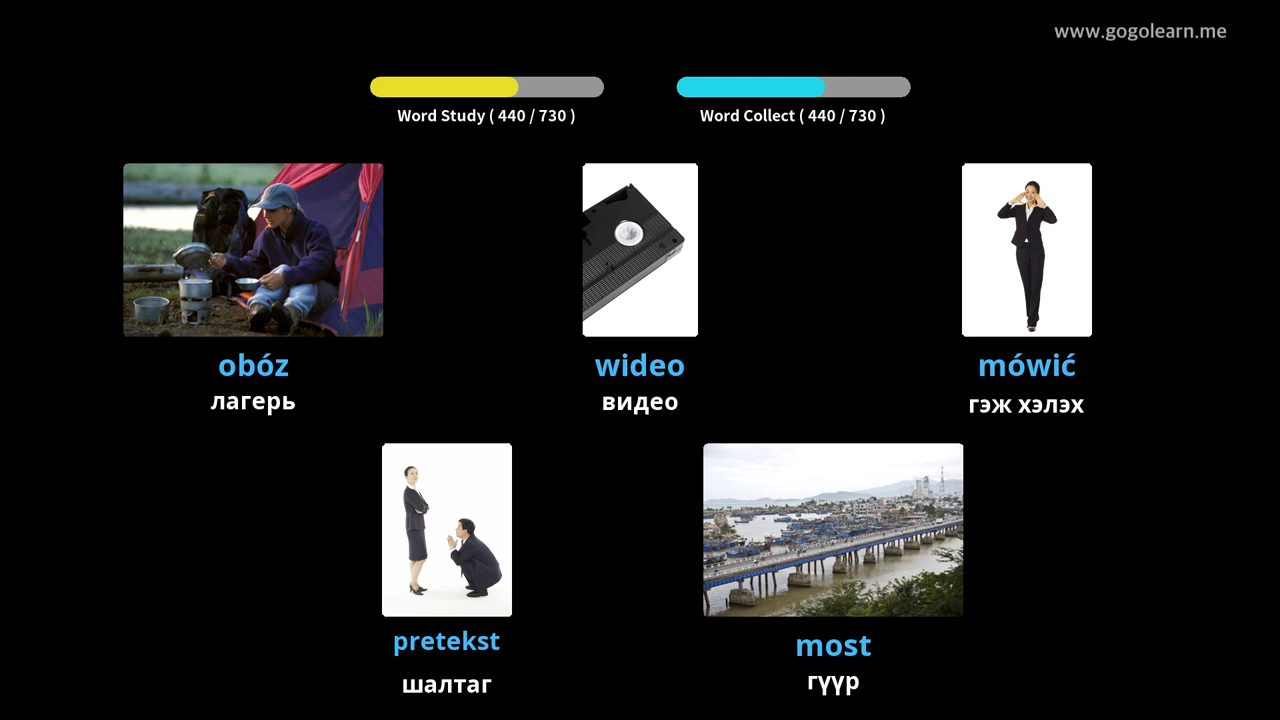 www.gogolearn.me
Word Study ( 440 / 730 )
Word Collect ( 440 / 730 )
obóz
лагерь
wideo
видео
mówić
гэж хэлэх
pretekst
шалтаг
most
гүүр